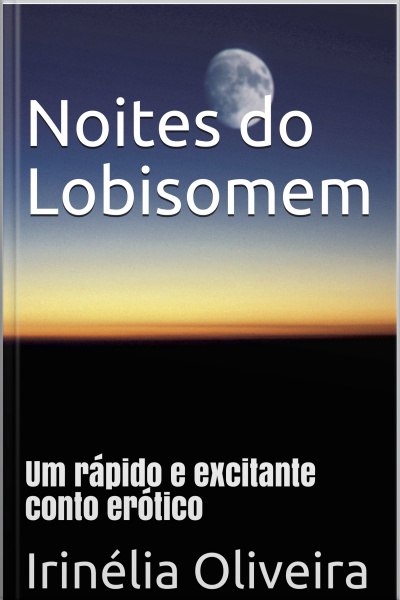 Noites do
Lobisomem
Um rápido e excitante
conto erótico
Irinélia Oliveira